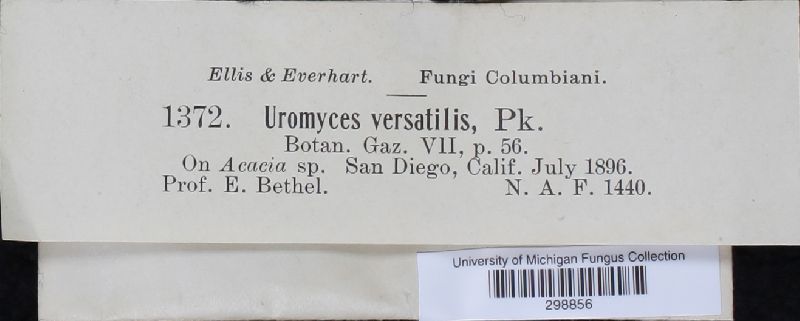 Ellis & Everhart. Fungi Columbiani.
1372. Uromyces versatilis, Pk.
Botan. Gaz. VII, p. 56.
On Acacia sp. San Diego, Calif. July 1896.
Prof. E. Bethel. N. A. F. 1440.
University of Michigan Fungus Collection
298856